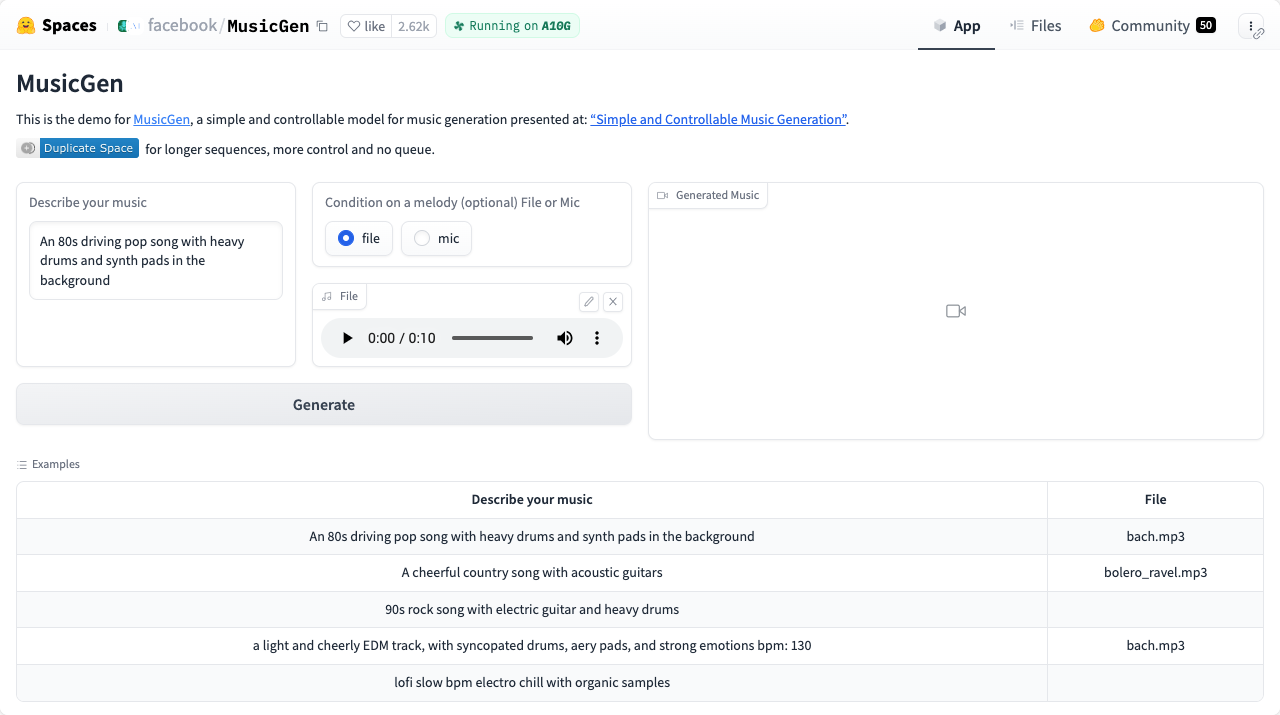 Spaces
facebook/MusicGen
like 2.62k
Running on A10G
App
Files
Community 50
MusicGen
This is the demo for MusicGen, a simple and controllable model for music generation presented at: “Simple and Controllable Music Generation”.
Duplicate Space for longer sequences, more control and no queue.
Describe your music
An 80s driving pop song with heavy
drums and synth pads in the
background
Condition on a melody (optional) File or Mic
file
mic
File
0:00 / 0:10
Generate
Generated Music
Examples
Describe your music File
An 80s driving pop song with heavy drums and synth pads in the background bach.mp3
A cheerful country song with acoustic guitars bolero_ravel.mp3
90s rock song with electric guitar and heavy drums
a light and cheerly EDM track, with syncopated drums, aery pads, and strong emotions bpm: 130 bach.mp3
lofi slow bpm electro chill with organic samples